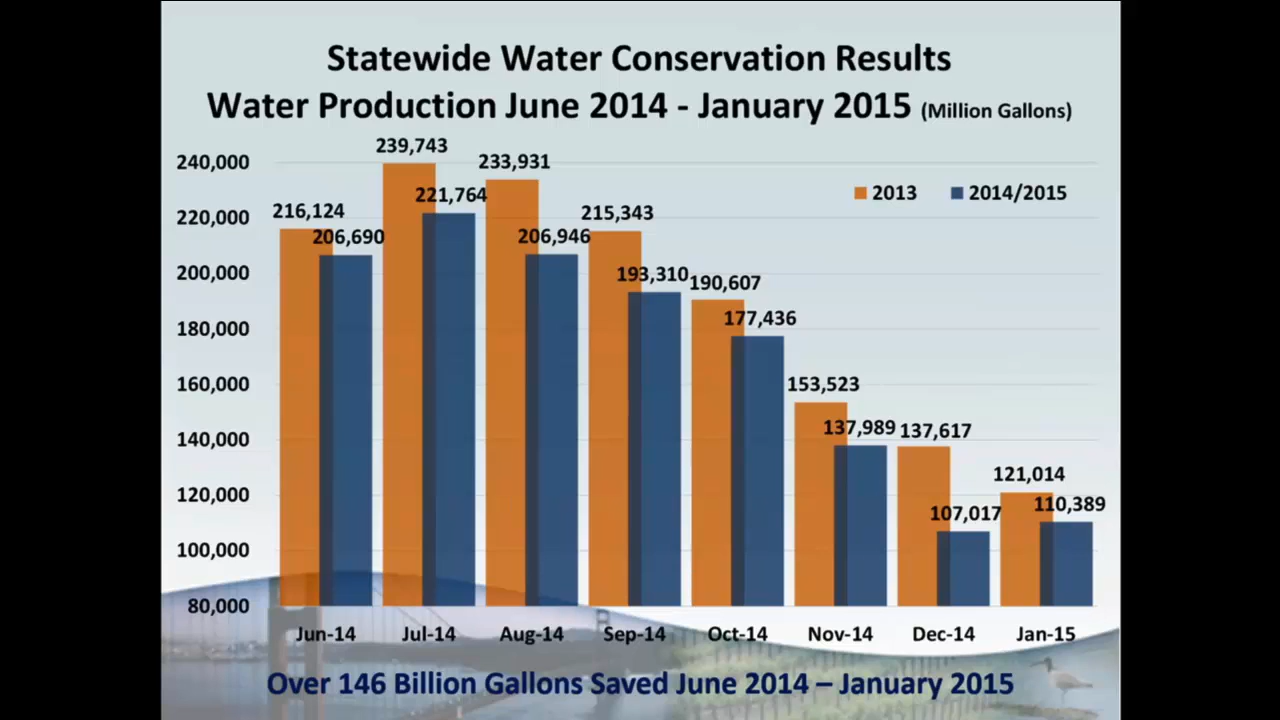 Statewide Water Conservation Results
Water Production June 2014 - January 2015 (Million Gallons)
240,000
220,000
200,000
180,000
160,000
140,000
120,000
100,000
80,000
2013
2014/2015
216,124
206,690
239,743
221,764
233,931
206,946
215,343
193,310
190,607
177,436
153,523
137,989
137,617
107,017
121,014
110,389
Jun-14
Jul-14
Aug-14
Sep-14
Oct-14
Nov-14
Dec-14
Jan-15
Over 146 Billion Gallons Saved June 2014 – January 2015